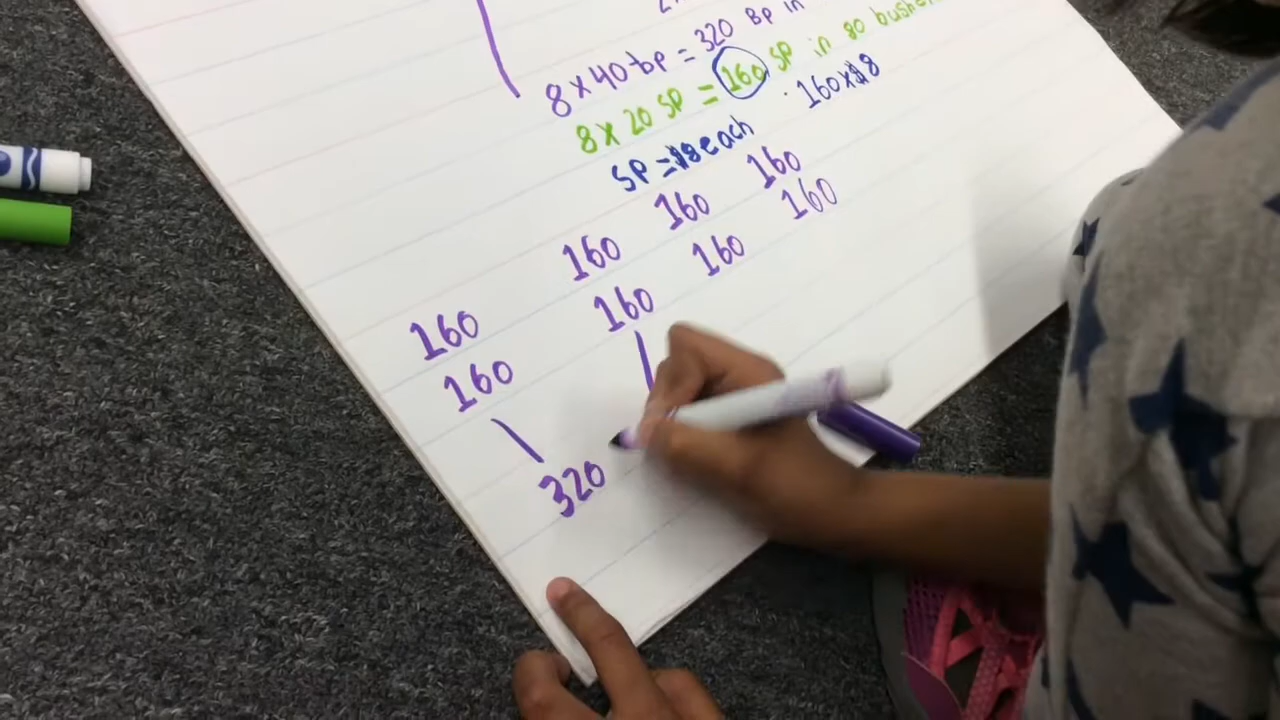 8 x 40 bp = 320 BP in
8 x 20 SP = 160 SP in 80
SP = $8 each · 160 x $8
160 160 160
160 160 160
160
160
320